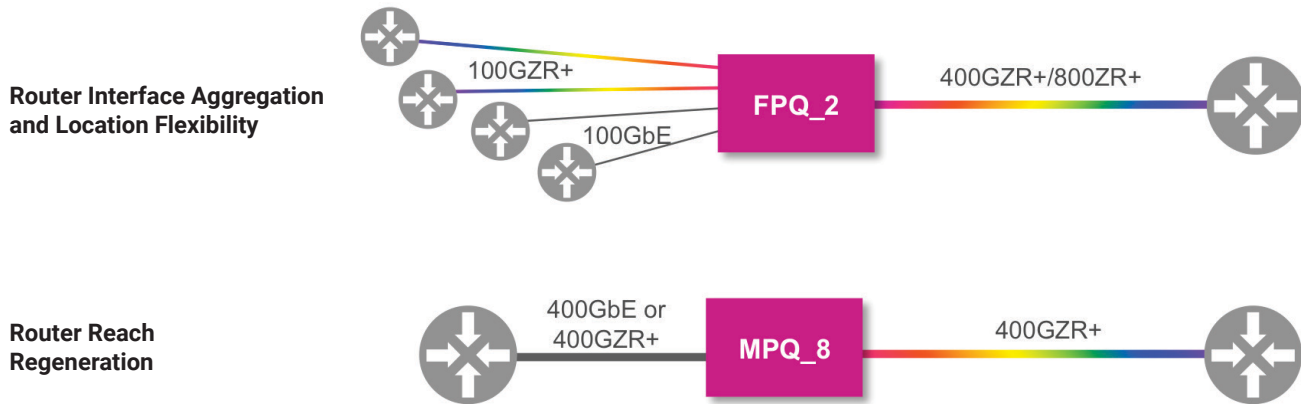 Router Interface Aggregation
and Location Flexibility
100GZR+
100GbE
FPQ_2
400GZR+/800ZR+
Router Reach
Regeneration
400GbE or
400GZR+
MPQ_8
400GZR+